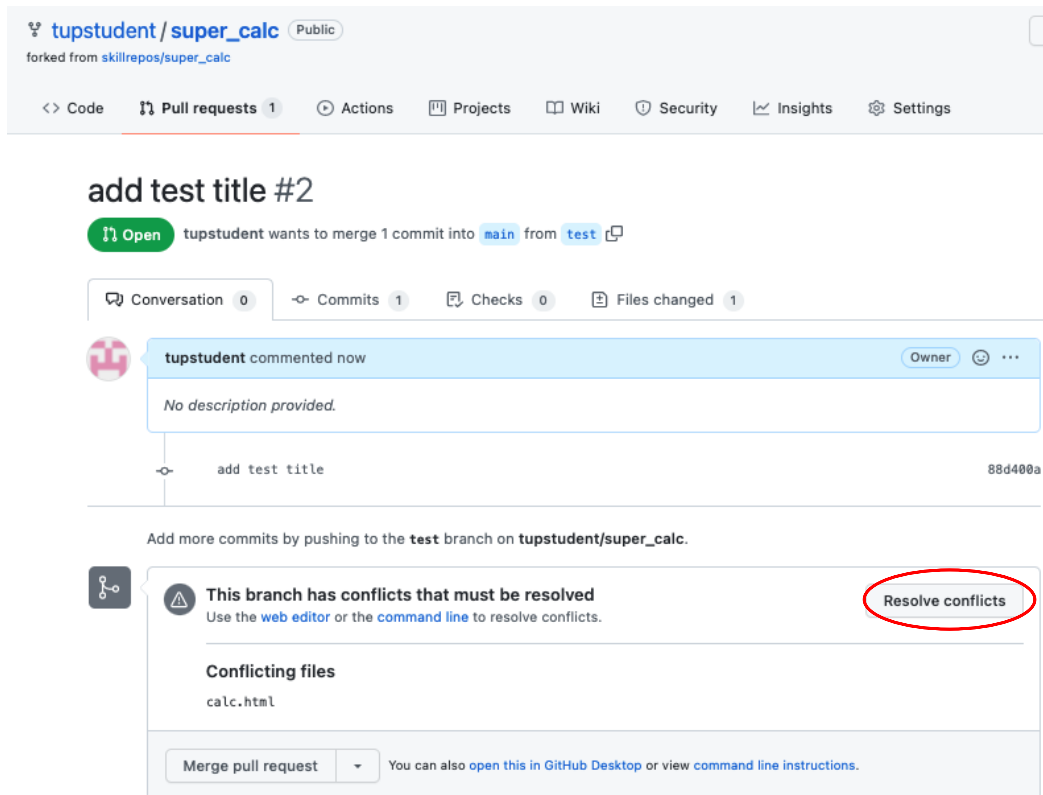 tupstudent / super_calc Public
forked from skillrepos/super_calc
<> Code Pull requests 1 Actions Projects Wiki Security Insights Settings
add test title #2
Open tupstudent wants to merge 1 commit into main from test
Conversation 0 Commits 1 Checks 0 Files changed 1
tupstudent commented now Owner ...
No description provided.
add test title 88d400a
Add more commits by pushing to the test branch on tupstudent/super_calc.
This branch has conflicts that must be resolved
Use the web editor or the command line to resolve conflicts.
Resolve conflicts
Conflicting files
calc.html
Merge pull request You can also open this in GitHub Desktop or view command line instructions.